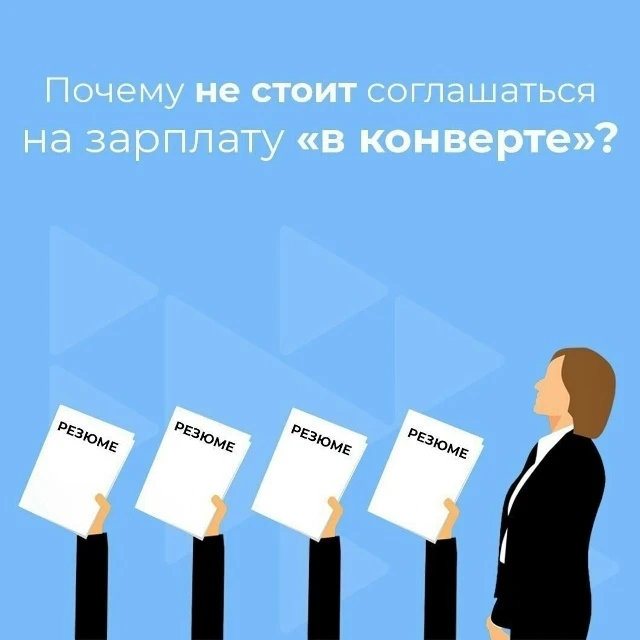 Почему не стоит соглашаться
на зарплату «в конверте»?
РЕЗЮМЕ
РЕЗЮМЕ
РЕЗЮМЕ
РЕЗЮМЕ